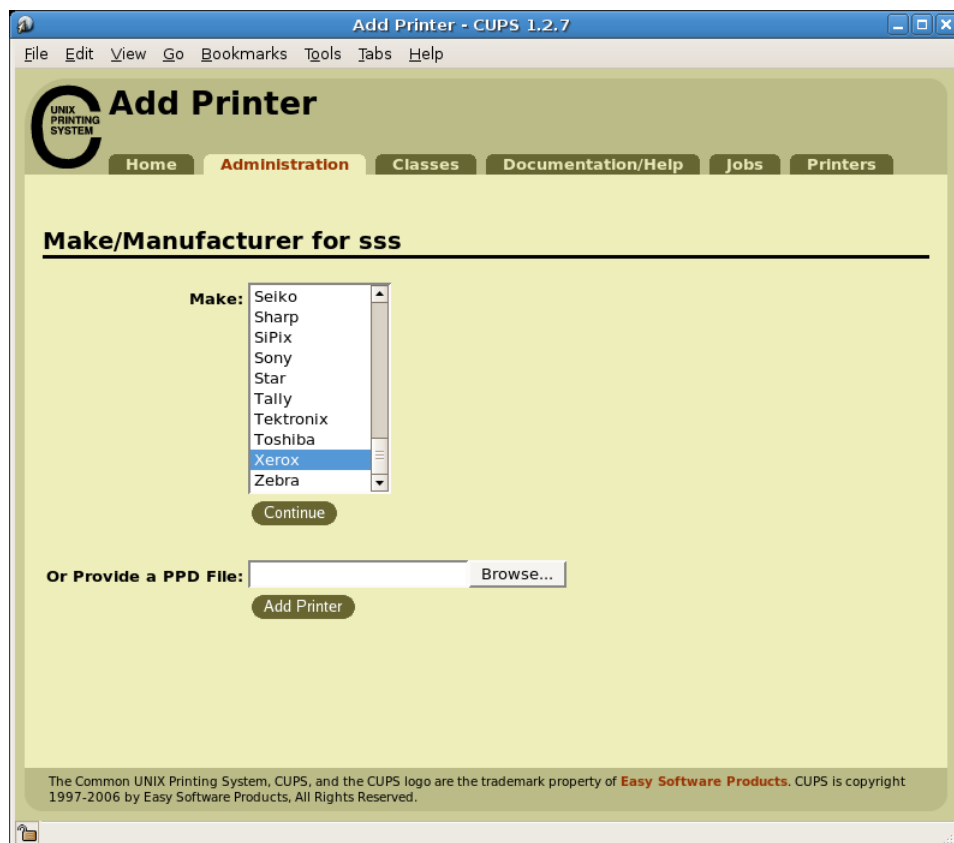 Add Printer - CUPS 1.2.7
File Edit View Go Bookmarks Tools Tabs Help
UNIX
PRINTING
SYSTEM
Add Printer
Home Administration Classes Documentation/Help Jobs Printers
Make/Manufacturer for sss
Make:
Seiko
Sharp
SiPix
Sony
Star
Tally
Tektronix
Toshiba
Xerox
Zebra
Continue
Or Provide a PPD File: Browse...
Add Printer
The Common UNIX Printing System, CUPS, and the CUPS logo are the trademark property of Easy Software Products. CUPS is copyright
1997-2006 by Easy Software Products, All Rights Reserved.